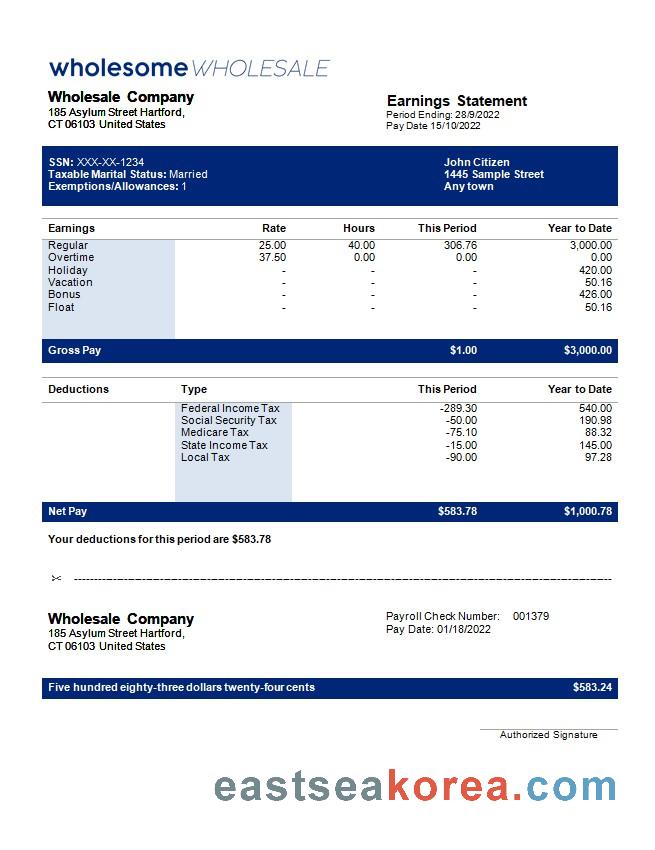 wholesomeWHOLESALE
Wholesale Company
185 Asylum Street Hartford,
CT 06103 United States
Earnings Statement
Period Ending: 28/9/2022
Pay Date 15/10/2022
SSN: XXX-XX-1234
Taxable Marital Status: Married
Exemptions/Allowances: 1
John Citizen
1445 Sample Street
Any town
Earnings Rate Hours This Period Year to Date
Regular 25.00 40.00 306.76 3,000.00
Overtime 37.50 0.00 0.00 0.00
Holiday - - - 420.00
Vacation - - - 50.16
Bonus - - - 426.00
Float - - - 50.16
Gross Pay $1.00 $3,000.00
Deductions Type This Period Year to Date
Federal Income Tax -289.30 540.00
Social Security Tax -50.00 190.98
Medicare Tax -75.10 88.32
State Income Tax -15.00 145.00
Local Tax -90.00 97.28
Net Pay $583.78 $1,000.78
Your deductions for this period are $583.78
Wholesale Company
185 Asylum Street Hartford,
CT 06103 United States
Payroll Check Number: 001379
Pay Date: 01/18/2022
Five hundred eighty-three dollars twenty-four cents $583.24
Authorized Signature
eastseakorea.com